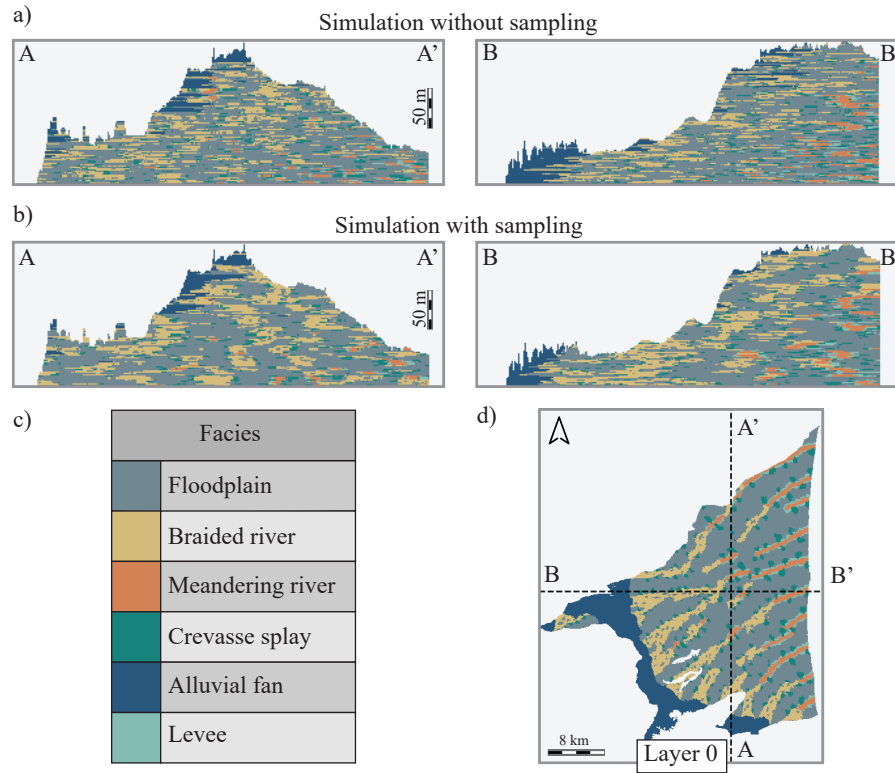 a)
Simulation without sampling
A
A’
50 m
B
B
b)
Simulation with sampling
A
A’
50 m
B
B
c)
Facies
Floodplain
Braided river
Meandering river
Crevasse splay
Alluvial fan
Levee
d)
A’
B
B’
8 km
Layer 0
A